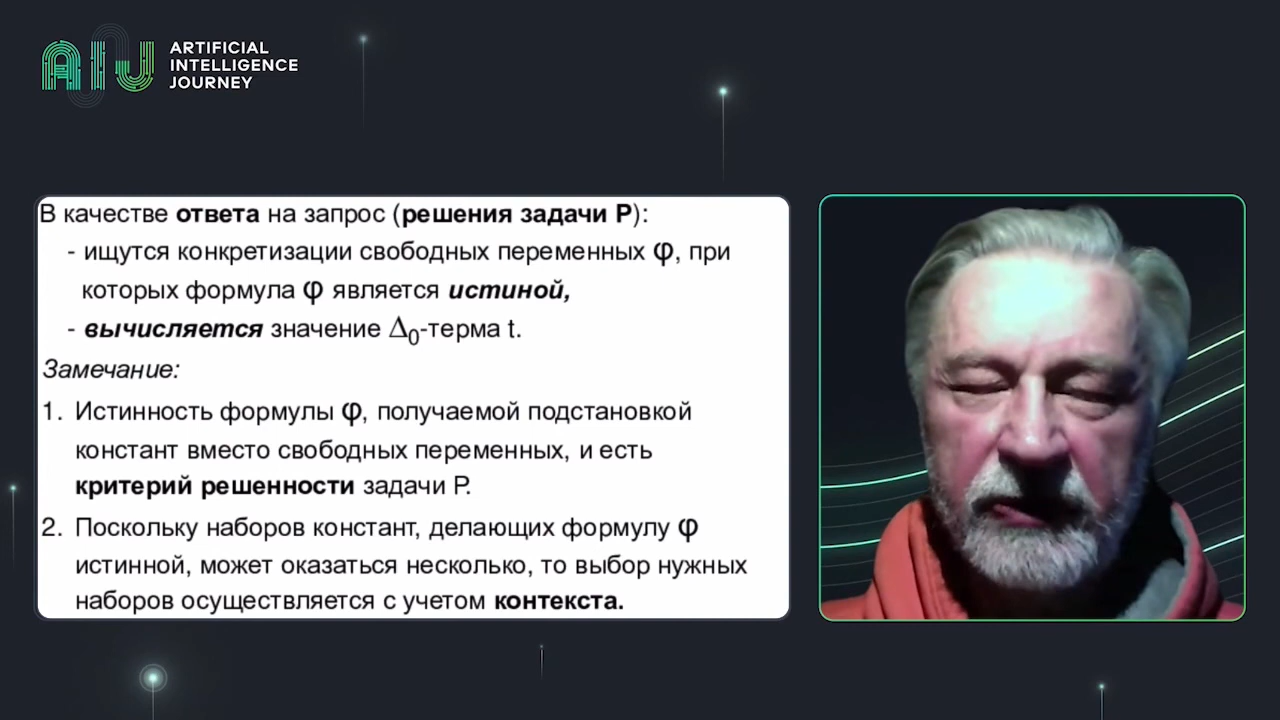 ARTIFICIAL
INTELLIGENCE
JOURNEY
В качестве ответа на запрос (решения задачи P):
- ищутся конкретизации свободных переменных φ, при
которых формула φ является истиной,
- вычисляется значение Δ₀-терма t.
Замечание:
1. Истинность формулы φ, получаемой подстановкой
констант вместо свободных переменных, и есть
критерий решенности задачи P.
2. Поскольку наборов констант, делающих формулу φ
истинной, может оказаться несколько, то выбор нужных
наборов осуществляется с учетом контекста.